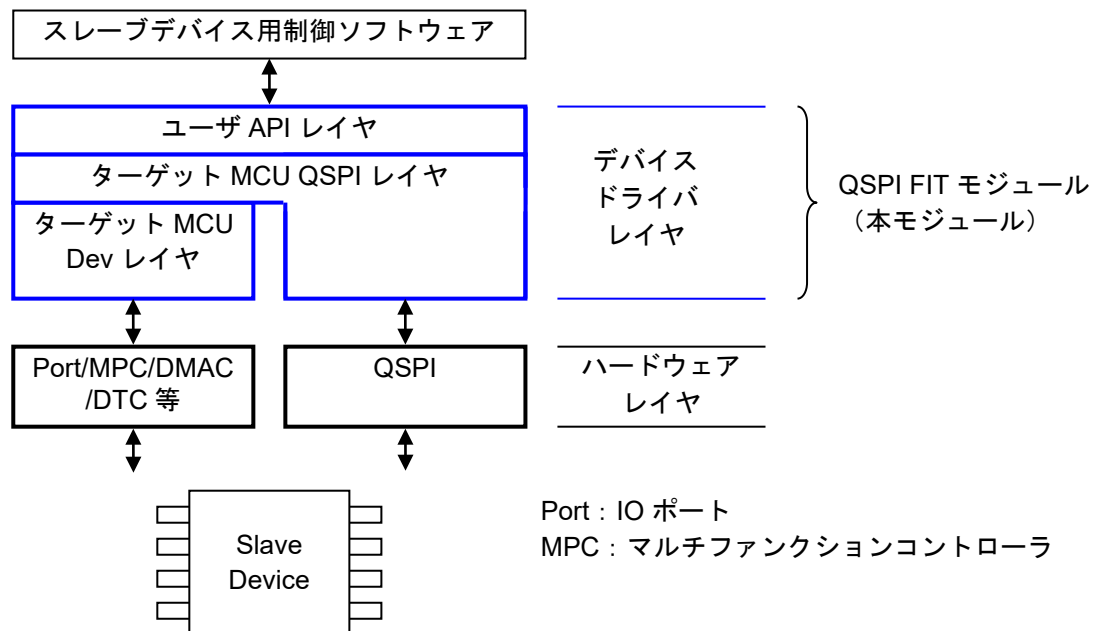 スレーブデバイス用制御ソフトウェア
ユーザ API レイヤ
ターゲット MCU QSPI レイヤ
ターゲット MCU
Dev レイヤ
デバイス
ドライバ
レイヤ
QSPI FIT モジュール
（本モジュール）
Port/MPC/DMAC
/DTC 等
QSPI
ハードウェア
レイヤ
Slave
Device
Port：IO ポート
MPC：マルチファンクションコントローラ